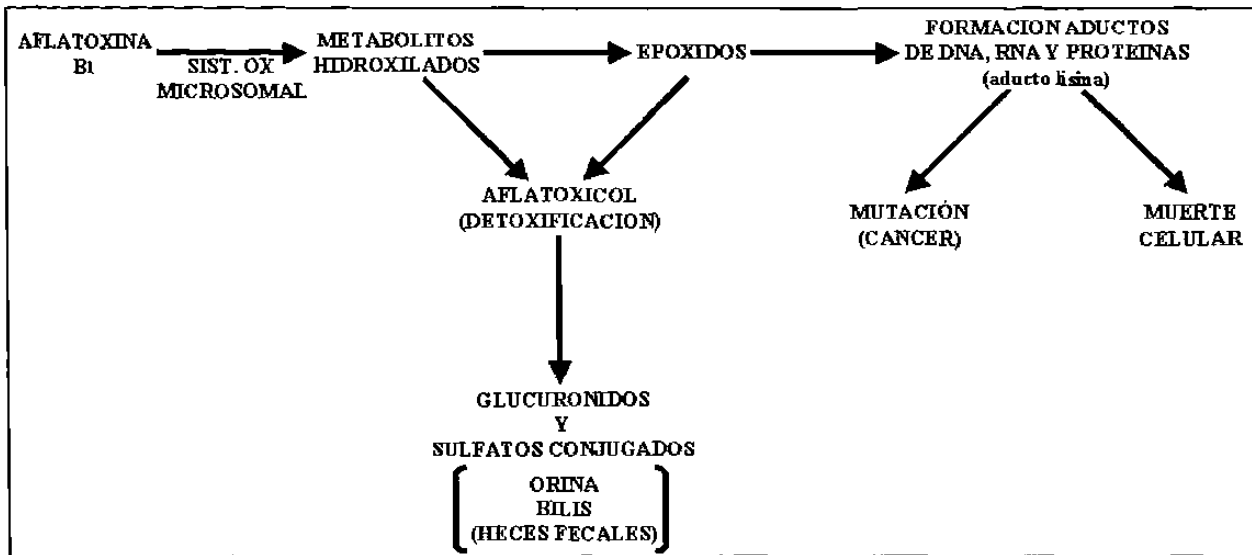 AFLATOXINA
B1
SIST. OX
MICROSOMAL
METABOLITOS
HIDROXILADOS
EPOXIDOS
FORMACION ADUCTOS
DE DNA, RNA Y PROTEINAS
(aducto lisina)
AFLATOXICOL
(DETOXIFICACION)
MUTACIÓN
(CANCER)
MUERTE
CELULAR
GLUCURONIDOS
Y
SULFATOS CONJUGADOS
ORINA
BILIS
(HECES FECALES)